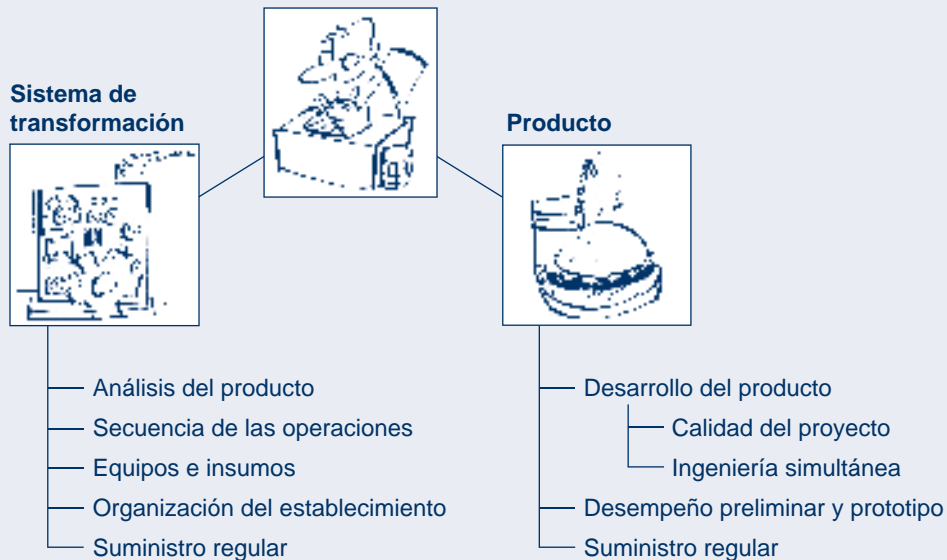 Sistema de
transformación
Producto
Análisis del producto
Secuencia de las operaciones
Equipos e insumos
Organización del establecimiento
Suministro regular
Desarrollo del producto
Calidad del proyecto
Ingeniería simultánea
Desempeño preliminar y prototipo
Suministro regular